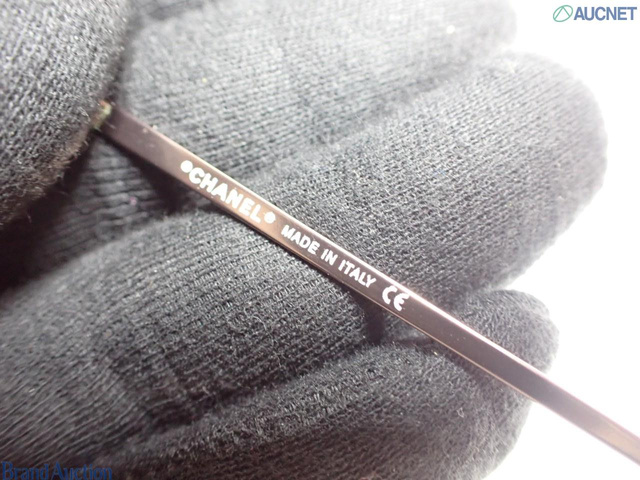 AUCNET
®CHANEL® MADE IN ITALY CE
Brand Auction